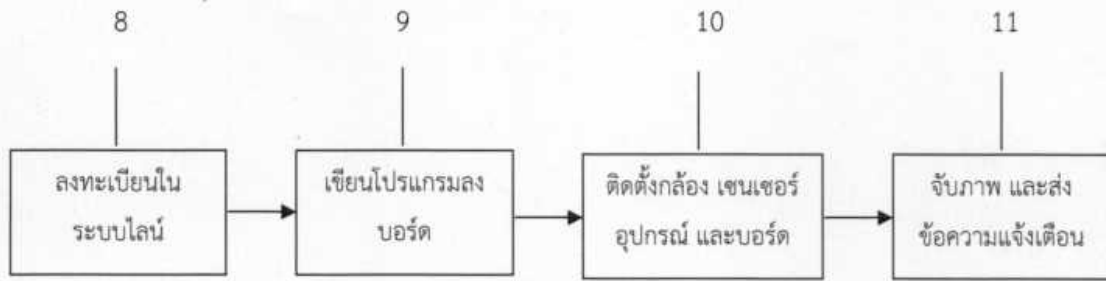 8
9
10
11
ลงทะเบียนใน
ระบบไลน์
เขียนโปรแกรมลง
บอร์ด
ติดตั้งกล้อง เซนเซอร์
อุปกรณ์ และบอร์ด
จับภาพ และส่ง
ข้อความแจ้งเตือน